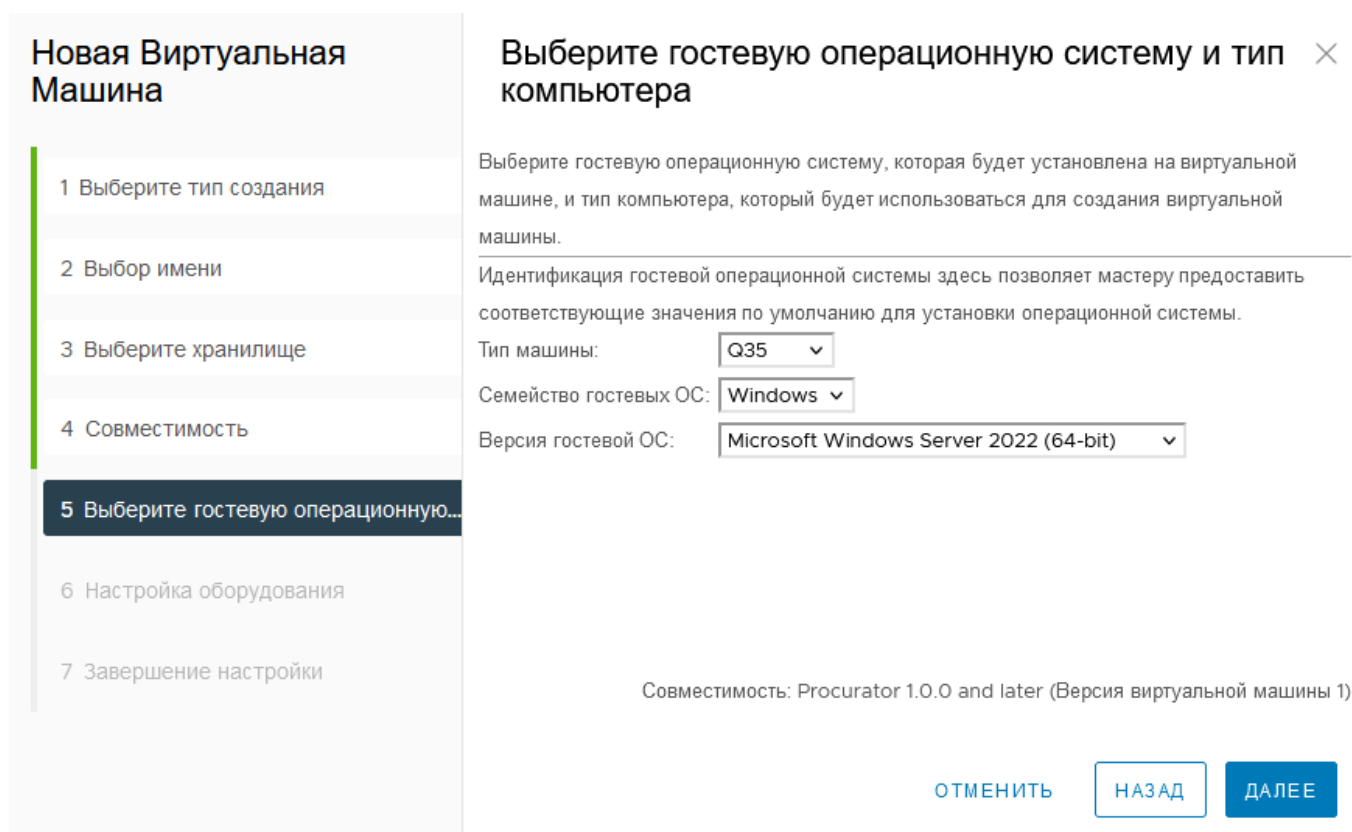 Новая Виртуальная
Машина
1 Выберите тип создания
2 Выбор имени
3 Выберите хранилище
4 Совместимость
5 Выберите гостевую операционную...
6 Настройка оборудования
7 Завершение настройки
Выберите гостевую операционную систему и тип
компьютера
Выберите гостевую операционную систему, которая будет установлена на виртуальной
машине, и тип компьютера, который будет использоваться для создания виртуальной
машины.
Идентификация гостевой операционной системы здесь позволяет мастеру предоставить
соответствующие значения по умолчанию для установки операционной системы.
Тип машины: Q35
Семейство гостевых ОС: Windows
Версия гостевой ОС: Microsoft Windows Server 2022 (64-bit)
Совместимость: Procurator 1.0.0 and later (Версия виртуальной машины 1)
ОТМЕНИТЬ НАЗАД ДАЛЕЕ